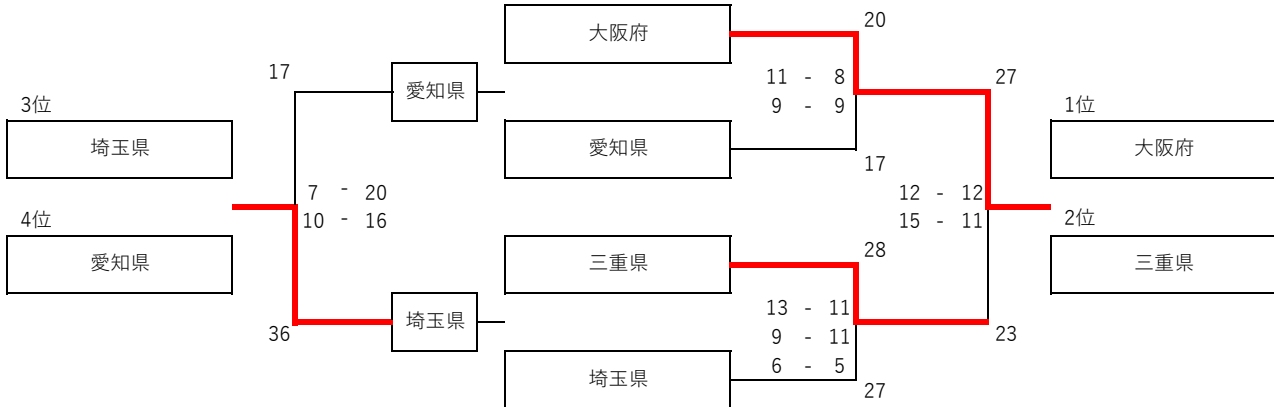 大阪府
20
17
27
愛知県
11 - 8
3位
9 - 9
1位
埼玉県
愛知県
大阪府
17
7 - 20
12 - 12
4位
10 - 16
15 - 11
2位
愛知県
三重県
28
三重県
13 - 11
埼玉県
36
9 - 11
23
6 - 5
埼玉県
27